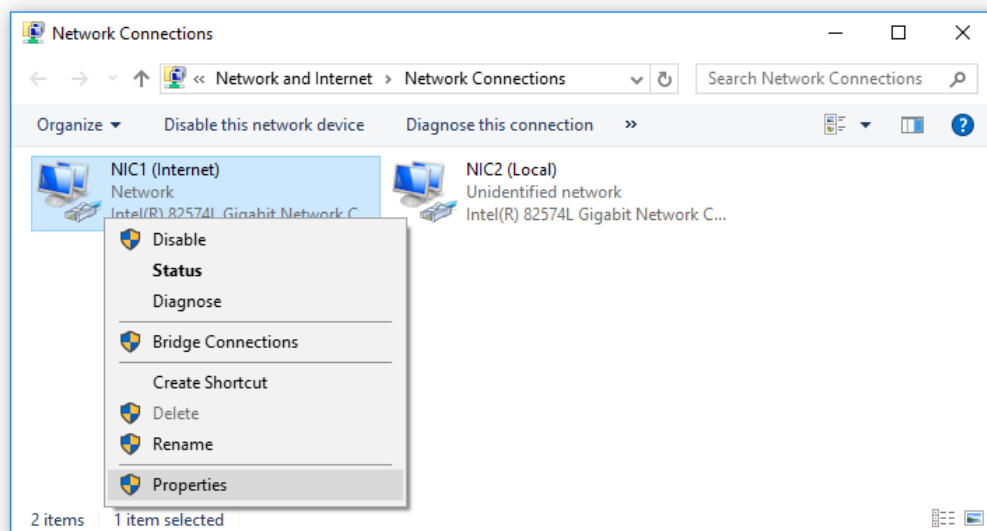 Network Connections
« Network and Internet › Network Connections
Search Network Connections
Organize Disable this network device Diagnose this connection »
NIC1 (Internet)
Network
Intel(R) 82574L Gigabit Network C...
NIC2 (Local)
Unidentified network
Intel(R) 82574L Gigabit Network C...
Disable
Status
Diagnose
Bridge Connections
Create Shortcut
Delete
Rename
Properties
2 items 1 item selected